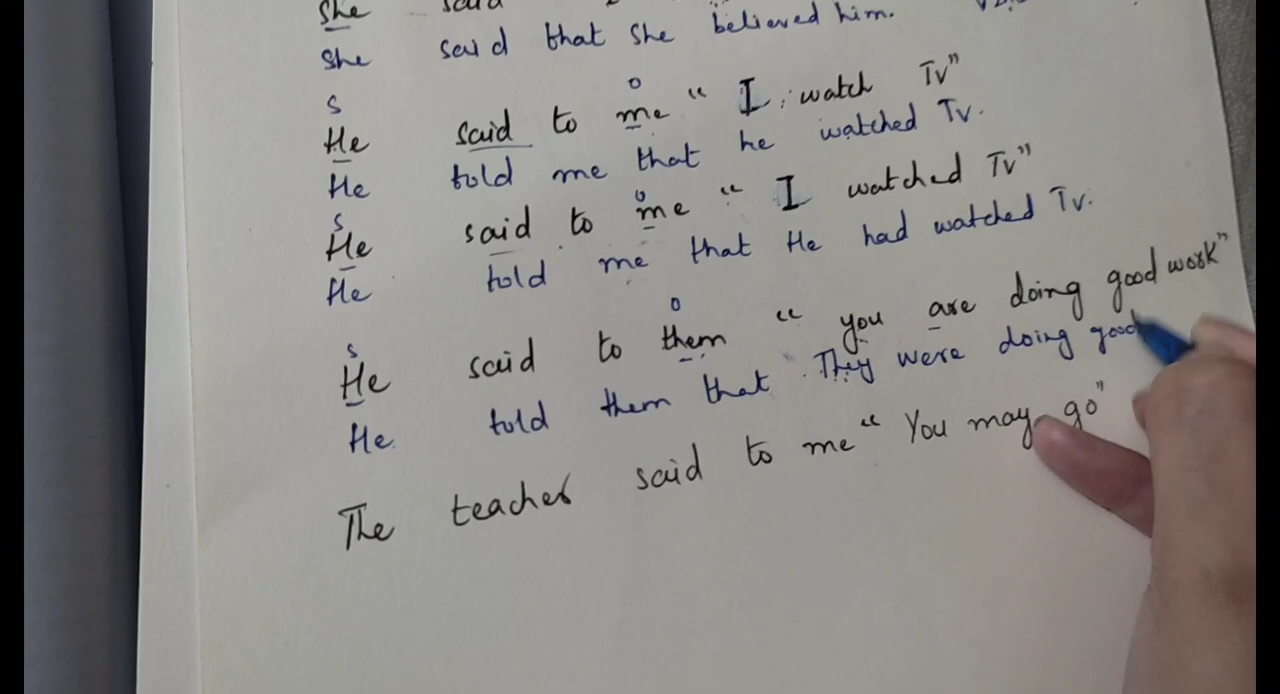 She said
She said that she believed him.
S O
He said to me “ I watch Tv”
He told me that he watched Tv.
S O
He said to me “ I watched Tv”
He told me that He had watched Tv.
S O
He said to them “ you are doing good work”
He told them that They were doing good
The teacher said to me “ You may go”